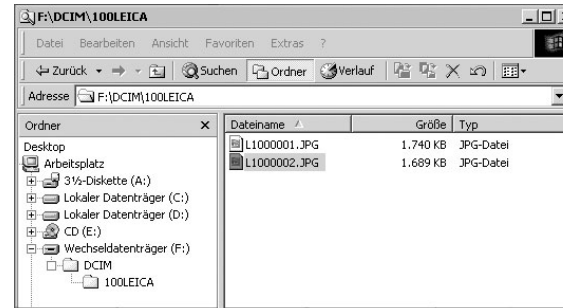 F:\DCIM\100LEICA
Datei Bearbeiten Ansicht Favoriten Extras ?
Zurück Suchen Ordner Verlauf
Adresse F:\DCIM\100LEICA
Ordner x Dateiname Größe Typ
Desktop
Arbeitsplatz
3½-Diskette (A:)
Lokaler Datenträger (C:)
Lokaler Datenträger (D:)
CD (E:)
Wechseldatenträger (F:)
DCIM
100LEICA
L1000001.JPG 1.740 KB JPG-Datei
L1000002.JPG 1.689 KB JPG-Datei